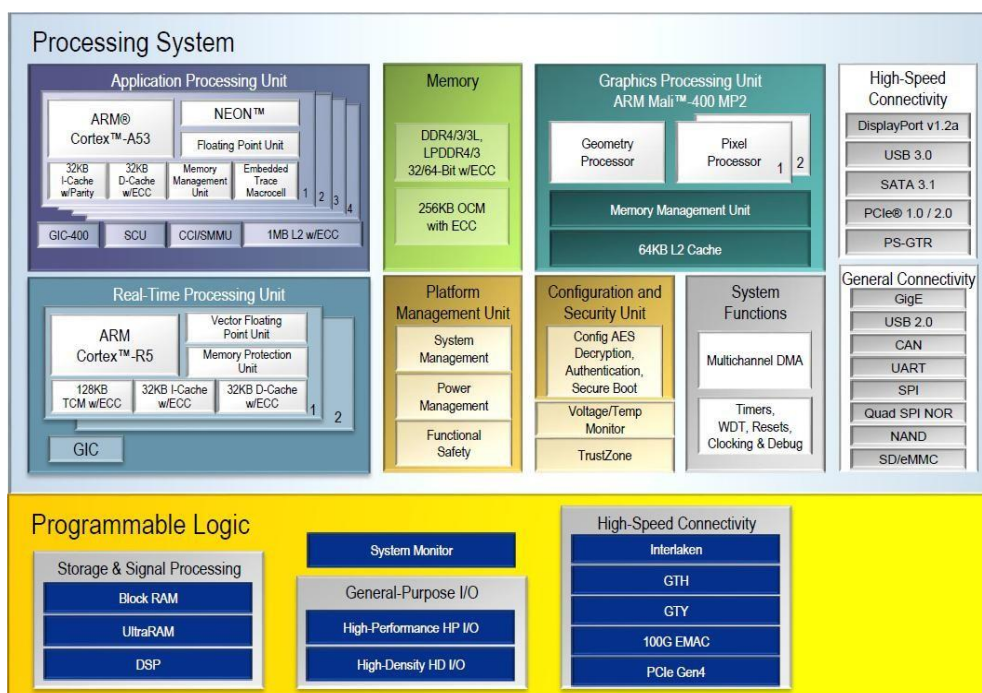 Processing System
Application Processing Unit
ARM®
Cortex™-A53
NEON™
Floating Point Unit
32KB
I-Cache
w/Parity
32KB
D-Cache
w/ECC
Memory
Management
Unit
Embedded
Trace
Macrocell
1
2
3
4
GIC-400
SCU
CCI/SMMU
1MB L2 w/ECC
Memory
DDR4/3/3L,
LPDDR4/3
32/64-Bit w/ECC
256KB OCM
with ECC
Graphics Processing Unit
ARM Mali™-400 MP2
Geometry
Processor
Pixel
Processor
1
2
Memory Management Unit
64KB L2 Cache
High-Speed
Connectivity
DisplayPort v1.2a
USB 3.0
SATA 3.1
PCIe® 1.0 / 2.0
PS-GTR
Real-Time Processing Unit
ARM
Cortex™-R5
Vector Floating
Point Unit
Memory Protection
Unit
128KB
TCM w/ECC
32KB I-Cache
w/ECC
32KB D-Cache
w/ECC
1
2
GIC
Platform
Management Unit
System
Management
Power
Management
Functional
Safety
Configuration and
Security Unit
Config AES
Decryption,
Authentication,
Secure Boot
Voltage/Temp
Monitor
TrustZone
System
Functions
Multichannel DMA
Timers,
WDT, Resets,
Clocking & Debug
General Connectivity
GigE
USB 2.0
CAN
UART
SPI
Quad SPI NOR
NAND
SD/eMMC
Programmable Logic
Storage & Signal Processing
Block RAM
UltraRAM
DSP
System Monitor
General-Purpose I/O
High-Performance HP I/O
High-Density HD I/O
High-Speed Connectivity
Interlaken
GTH
GTY
100G EMAC
PCIe Gen4